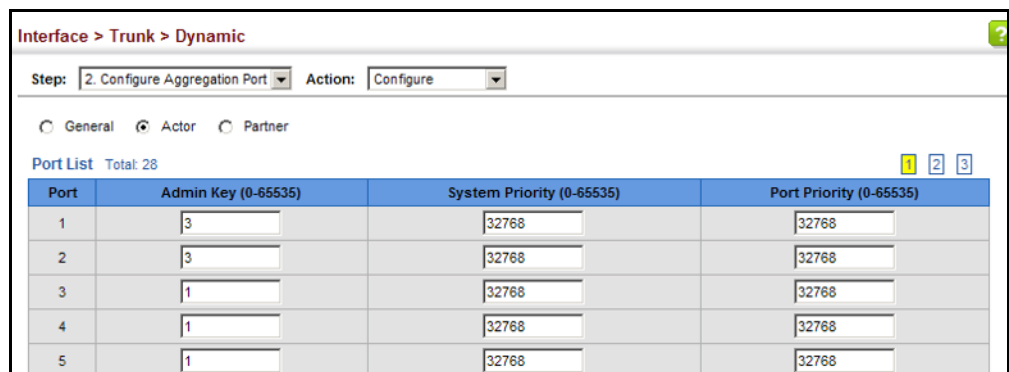 Interface > Trunk > Dynamic
?
Step: 2. Configure Aggregation Port Action: Configure
General Actor Partner
Port List Total: 28 1 2 3
Port Admin Key (0-65535) System Priority (0-65535) Port Priority (0-65535)
1 3 32768 32768
2 3 32768 32768
3 1 32768 32768
4 1 32768 32768
5 1 32768 32768